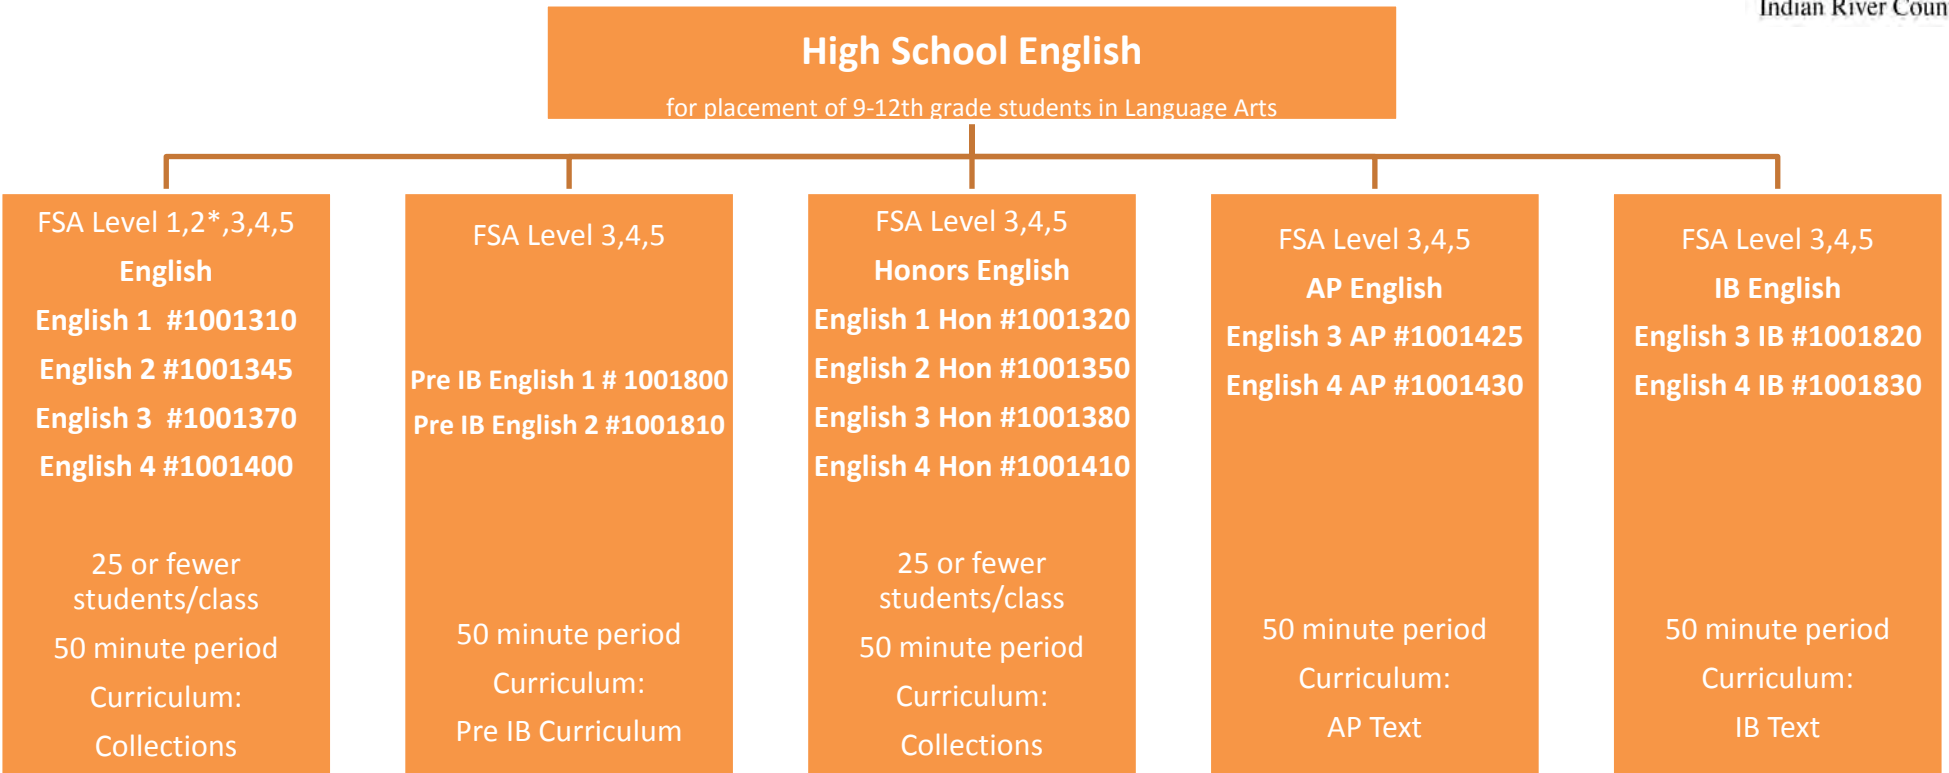 Indian River Coun
High School English
for placement of 9-12th grade students in Language Arts
FSA Level 1,2*,3,4,5
English
English 1  #1001310
English 2 #1001345
English 3  #1001370
English 4 #1001400
25 or fewer
students/class
50 minute period
Curriculum:
Collections
FSA Level 3,4,5
Pre IB English 1 # 1001800
Pre IB English 2 #1001810
50 minute period
Curriculum:
Pre IB Curriculum
FSA Level 3,4,5
Honors English
English 1 Hon #1001320
English 2 Hon #1001350
English 3 Hon #1001380
English 4 Hon #1001410
25 or fewer
students/class
50 minute period
Curriculum:
Collections
FSA Level 3,4,5
AP English
English 3 AP #1001425
English 4 AP #1001430
50 minute period
Curriculum:
AP Text
FSA Level 3,4,5
IB English
English 3 IB #1001820
English 4 IB #1001830
50 minute period
Curriculum:
IB Text